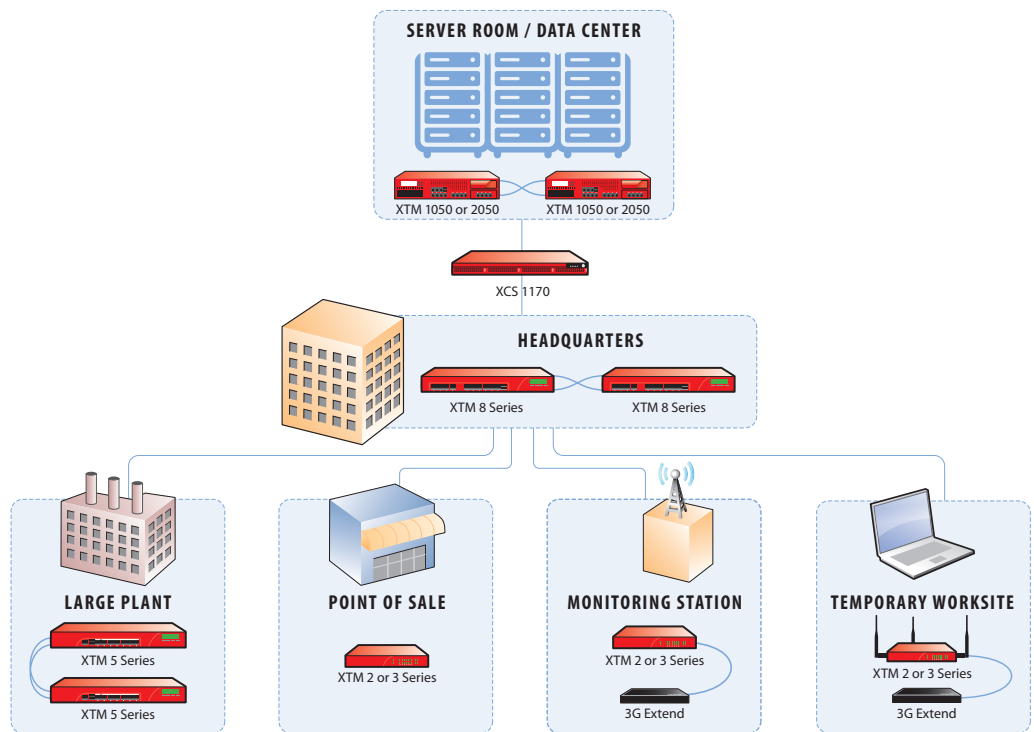 SERVER ROOM / DATA CENTER
XTM 1050 or 2050
XTM 1050 or 2050
XCS 1170
HEADQUARTERS
XTM 8 Series
XTM 8 Series
LARGE PLANT
XTM 5 Series
XTM 5 Series
POINT OF SALE
XTM 2 or 3 Series
MONITORING STATION
XTM 2 or 3 Series
3G Extend
TEMPORARY WORKSITE
XTM 2 or 3 Series
3G Extend